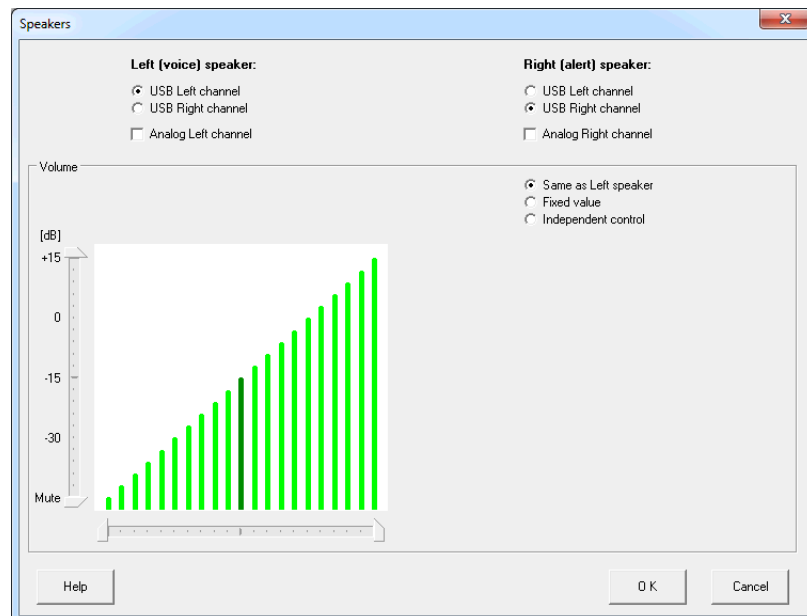 Speakers
Left (voice) speaker:
USB Left channel
USB Right channel
Analog Left channel
Right (alert) speaker:
USB Left channel
USB Right channel
Analog Right channel
Volume
Same as Left speaker
Fixed value
Independent control
[dB]
+15
0
-15
-30
Mute
Help
O K
Cancel